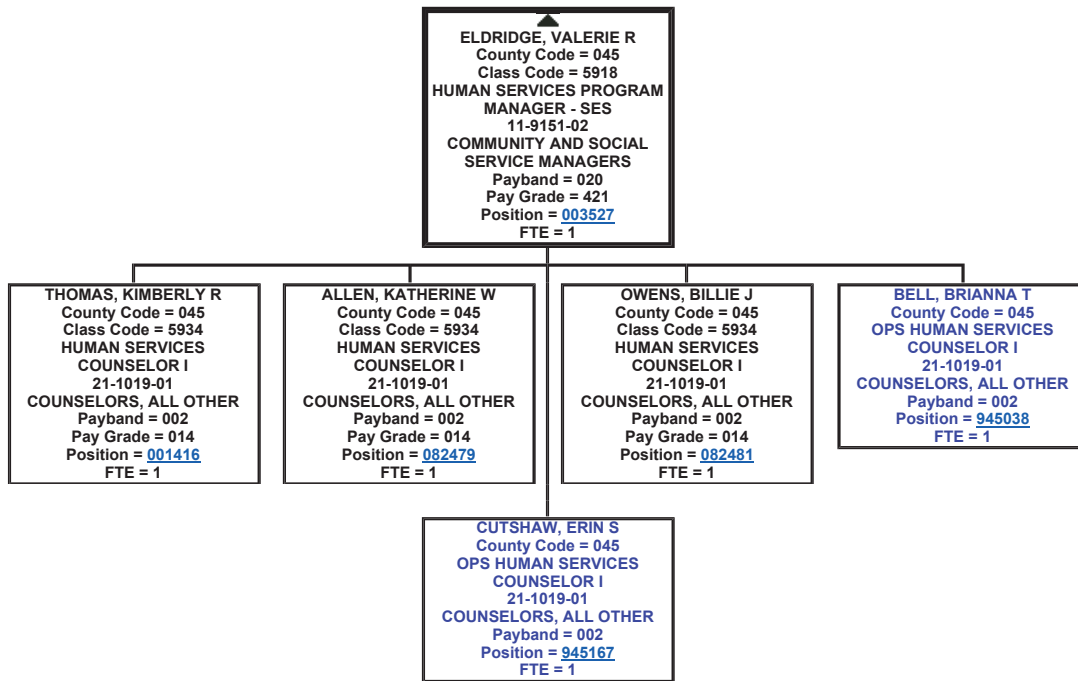 ELDRIDGE, VALERIE R
County Code = 045
Class Code = 5918
HUMAN SERVICES PROGRAM
MANAGER - SES
11-9151-02
COMMUNITY AND SOCIAL
SERVICE MANAGERS
Payband = 020
Pay Grade = 421
Position = 003527
FTE = 1
THOMAS, KIMBERLY R
County Code = 045
Class Code = 5934
HUMAN SERVICES
COUNSELOR I
21-1019-01
COUNSELORS, ALL OTHER
Payband = 002
Pay Grade = 014
Position = 001416
FTE = 1
ALLEN, KATHERINE W
County Code = 045
Class Code = 5934
HUMAN SERVICES
COUNSELOR I
21-1019-01
COUNSELORS, ALL OTHER
Payband = 002
Pay Grade = 014
Position = 082479
FTE = 1
OWENS, BILLIE J
County Code = 045
Class Code = 5934
HUMAN SERVICES
COUNSELOR I
21-1019-01
COUNSELORS, ALL OTHER
Payband = 002
Pay Grade = 014
Position = 082481
FTE = 1
BELL, BRIANNA T
County Code = 045
OPS HUMAN SERVICES
COUNSELOR I
21-1019-01
COUNSELORS, ALL OTHER
Payband = 002
Position = 945038
FTE = 1
CUTSHAW, ERIN S
County Code = 045
OPS HUMAN SERVICES
COUNSELOR I
21-1019-01
COUNSELORS, ALL OTHER
Payband = 002
Position = 945167
FTE = 1